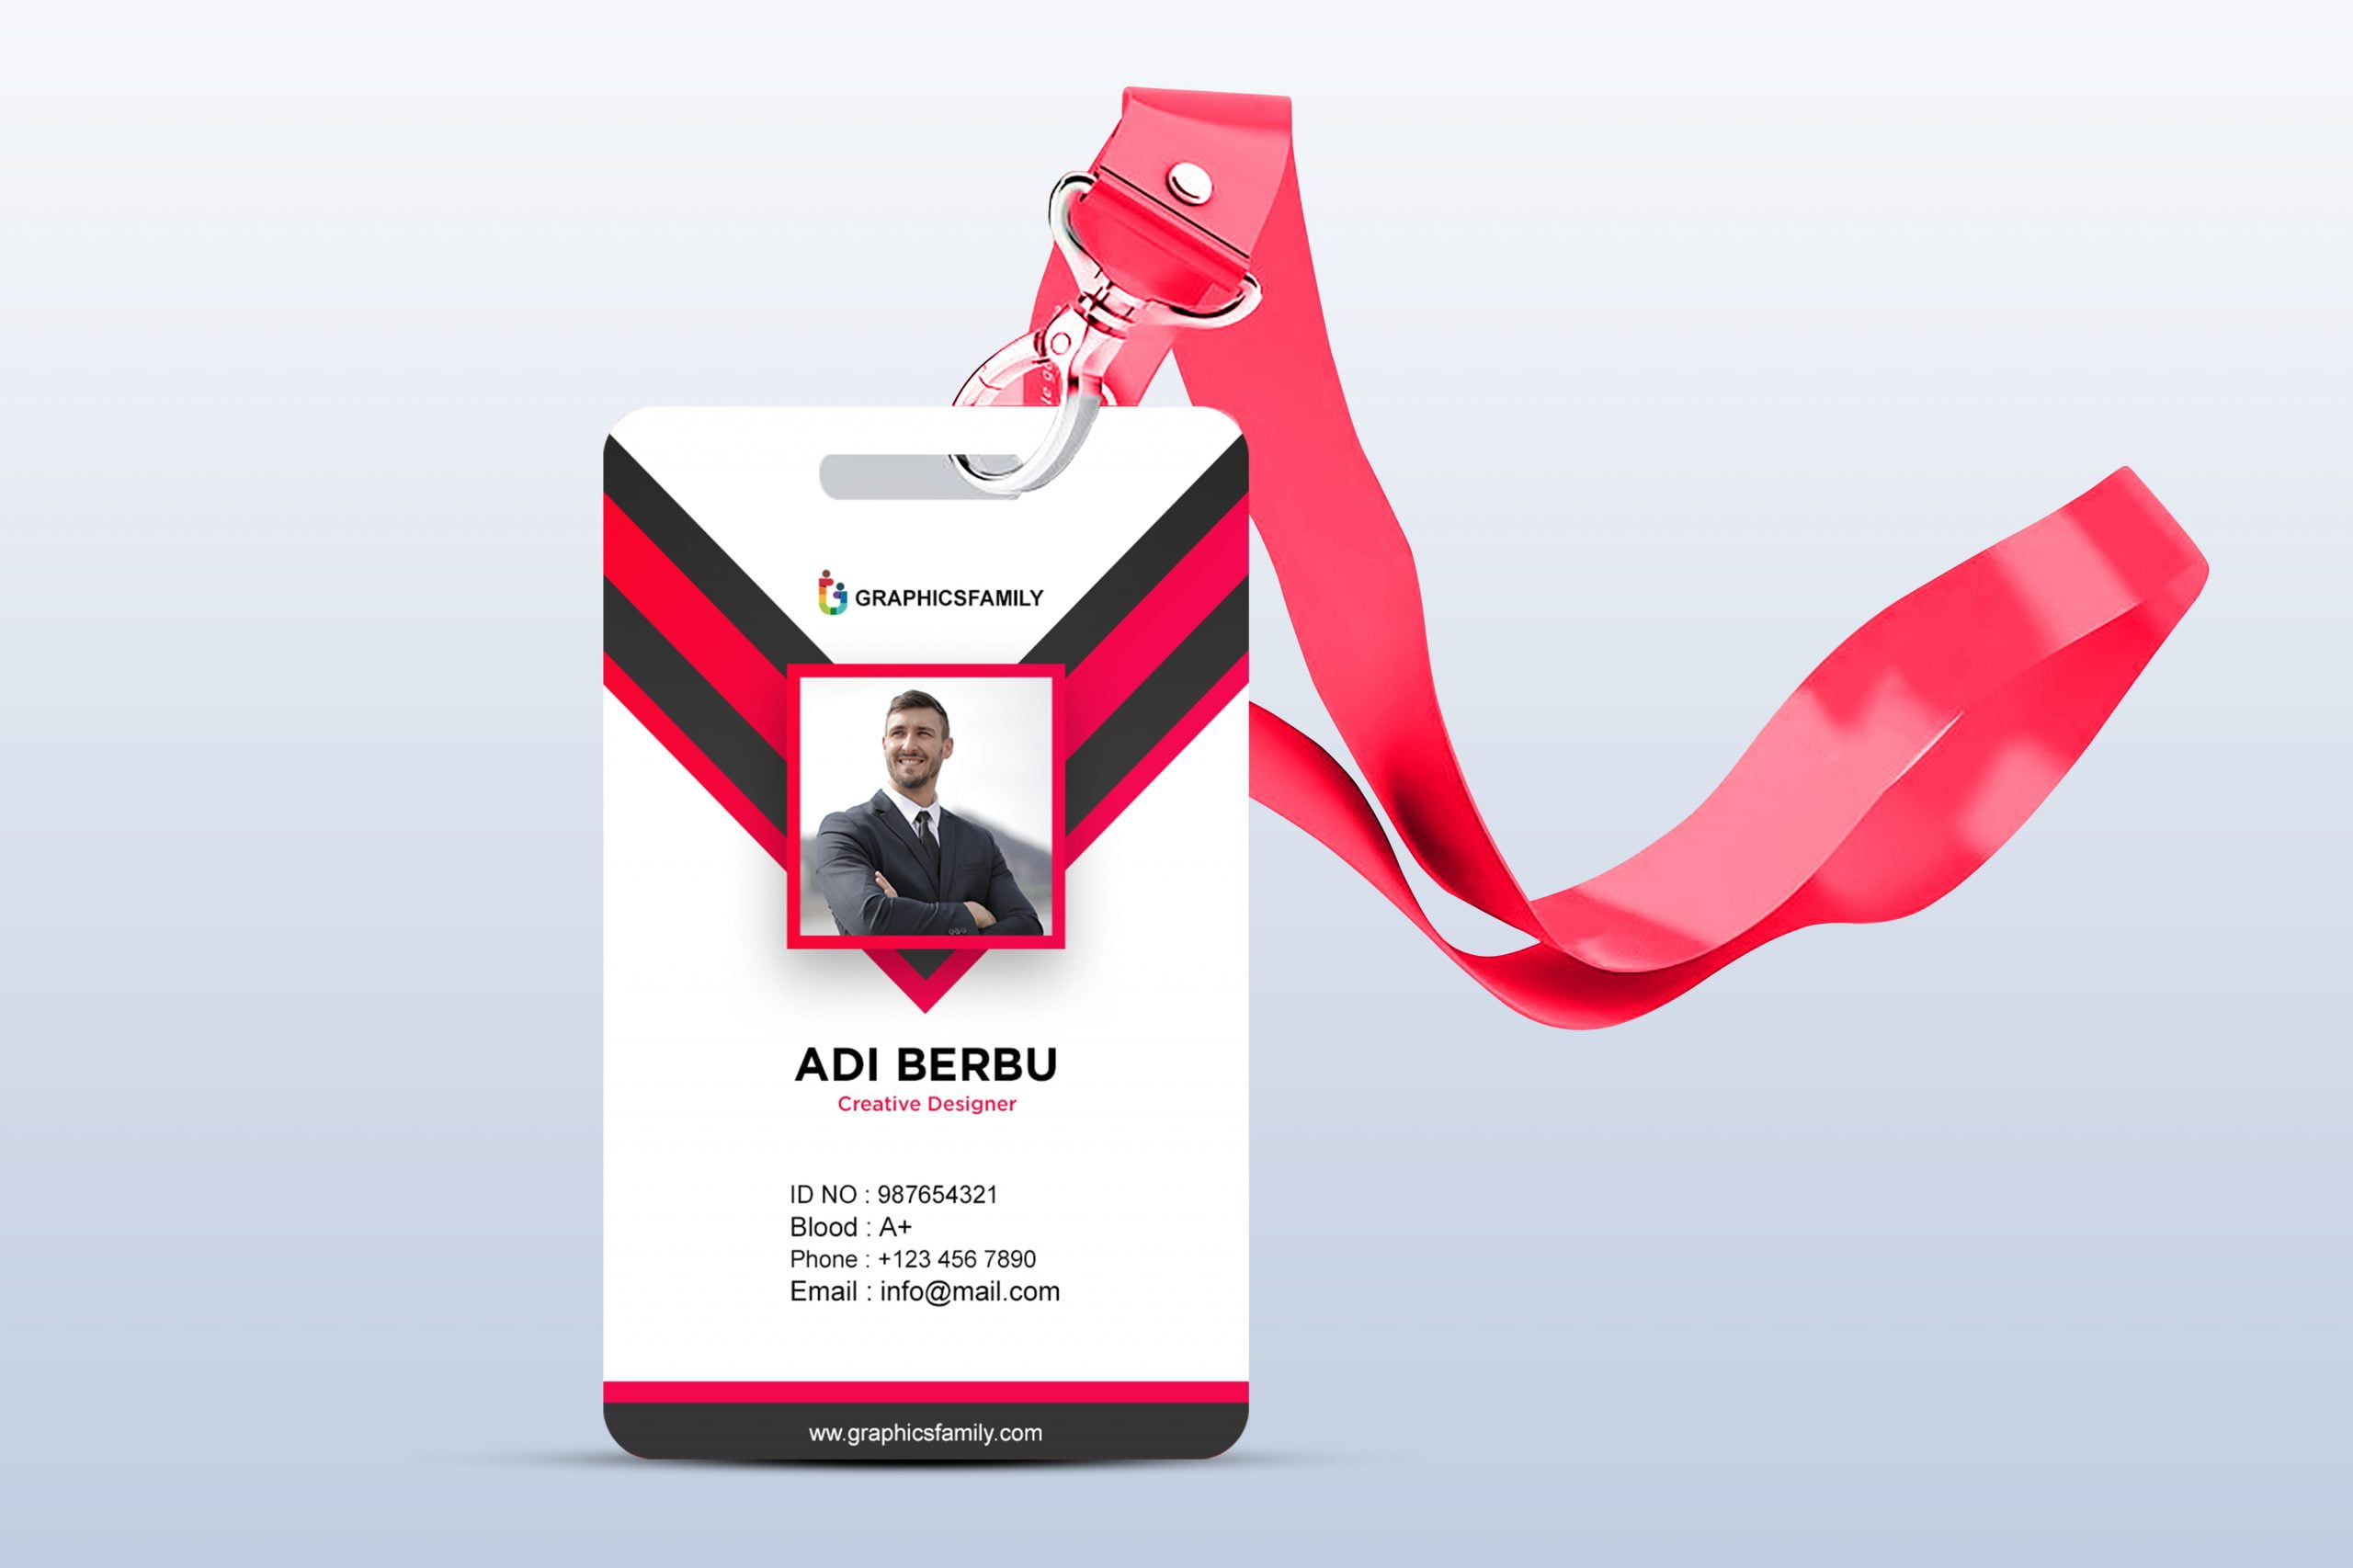 GRAPHICSFAMILY
ADI BERBU
Creative Designer
ID NO : 987654321
Blood : A+
Phone : +123 456 7890
Email : info@mail.com
ww.graphicsfamily.com